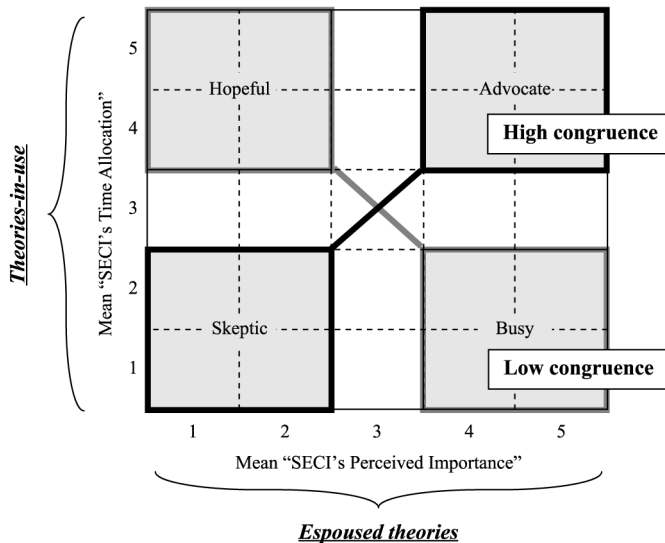 5
Hopeful
Advocate
4
High congruence
3
2
Skeptic
Busy
1
Low congruence
Theories-in-use
Mean “SECI’s Time Allocation”
1 2 3 4 5
Mean “SECI’s Perceived Importance”
Espoused theories